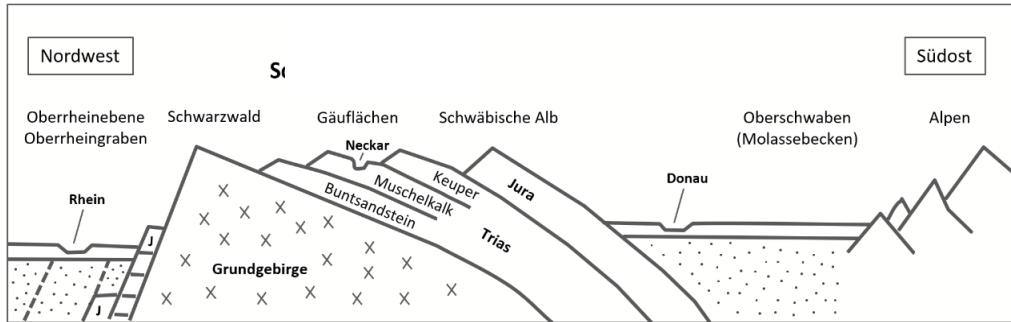 Nordwest
Südost
Oberrheinebene
Oberrheingraben
Schwarzwald
Gäuflächen
Schwäbische Alb
Oberschwaben
(Molassebecken)
Alpen
Neckar
Rhein
Donau
Keuper
Muschelkalk
Buntsandstein
Jura
Trias
Grundgebirge
J
J